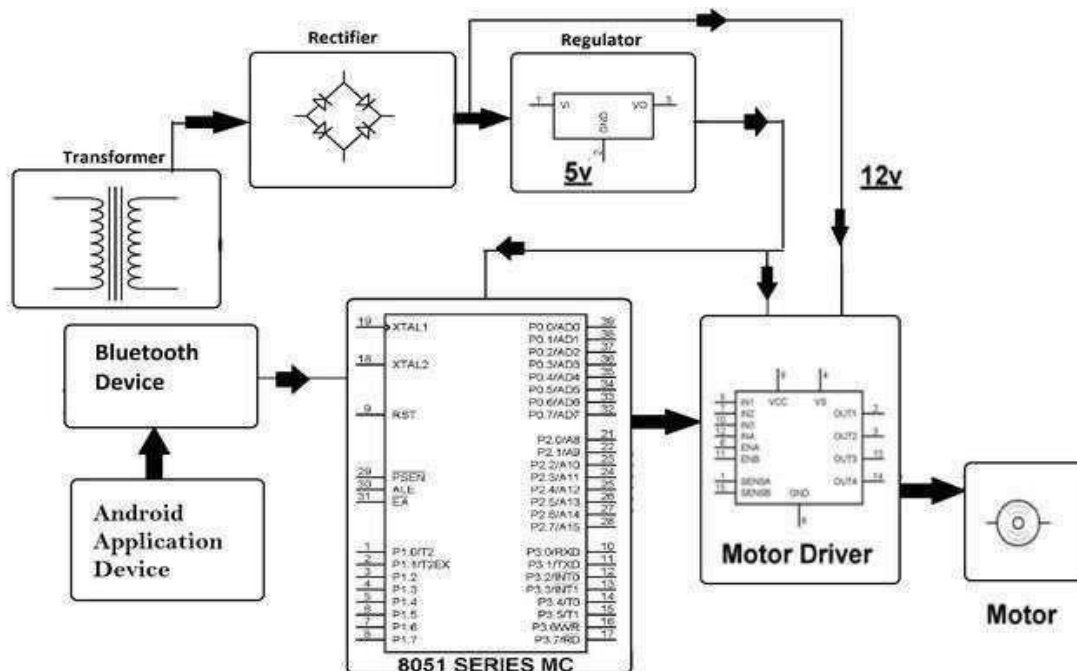 Rectifier
Regulator
1
VI
VO
3
GND
2
5v
12v
Transformer
Bluetooth
Device
Android
Application
Device
19
XTAL1
18
XTAL2
9
RST
29
PSEN
30
ALE
31
EA
1
P1.0/T2
2
P1.1/T2EX
3
P1.2
4
P1.3
5
P1.4
6
P1.5
7
P1.6
8
P1.7
P0.0/AD0
39
P0.1/AD1
38
P0.2/AD2
37
P0.3/AD3
36
P0.4/AD4
35
P0.5/AD5
34
P0.6/AD6
33
P0.7/AD7
32
P2.0/A8
21
P2.1/A9
22
P2.2/A10
23
P2.3/A11
24
P2.4/A12
25
P2.5/A13
26
P2.6/A14
27
P2.7/A15
28
P3.0/RXD
10
P3.1/TXD
11
P3.2/INT0
12
P3.3/INT1
13
P3.4/T0
14
P3.5/T1
15
P3.6/WR
16
P3.7/RD
17
8051 SERIES MC
VCC
VS
4
IN1
IN2
IN3
ENA
ENB
SENSA
SENSB
OUT1
2
OUT2
3
OUT3
13
OUT4
14
GND
8
Motor Driver
Motor